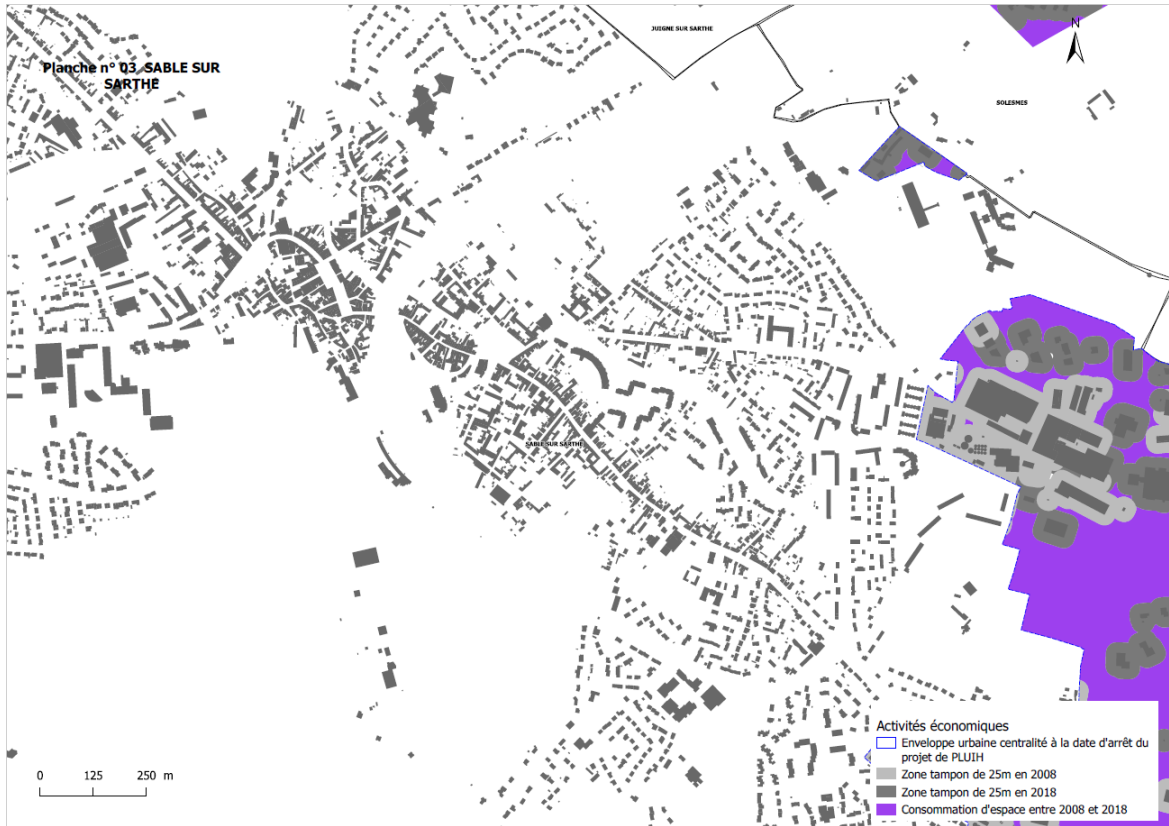 Planche n° 03 SABLE SUR
SARTHE
JUIGNE SUR SARTHE
N
SOLESMES
SABLE SUR SARTHE
Activités économiques
Enveloppe urbaine centralité à la date d'arrêt du
projet de PLUIH
Zone tampon de 25m en 2008
Zone tampon de 25m en 2018
Consommation d'espace entre 2008 et 2018
0 125 250 m